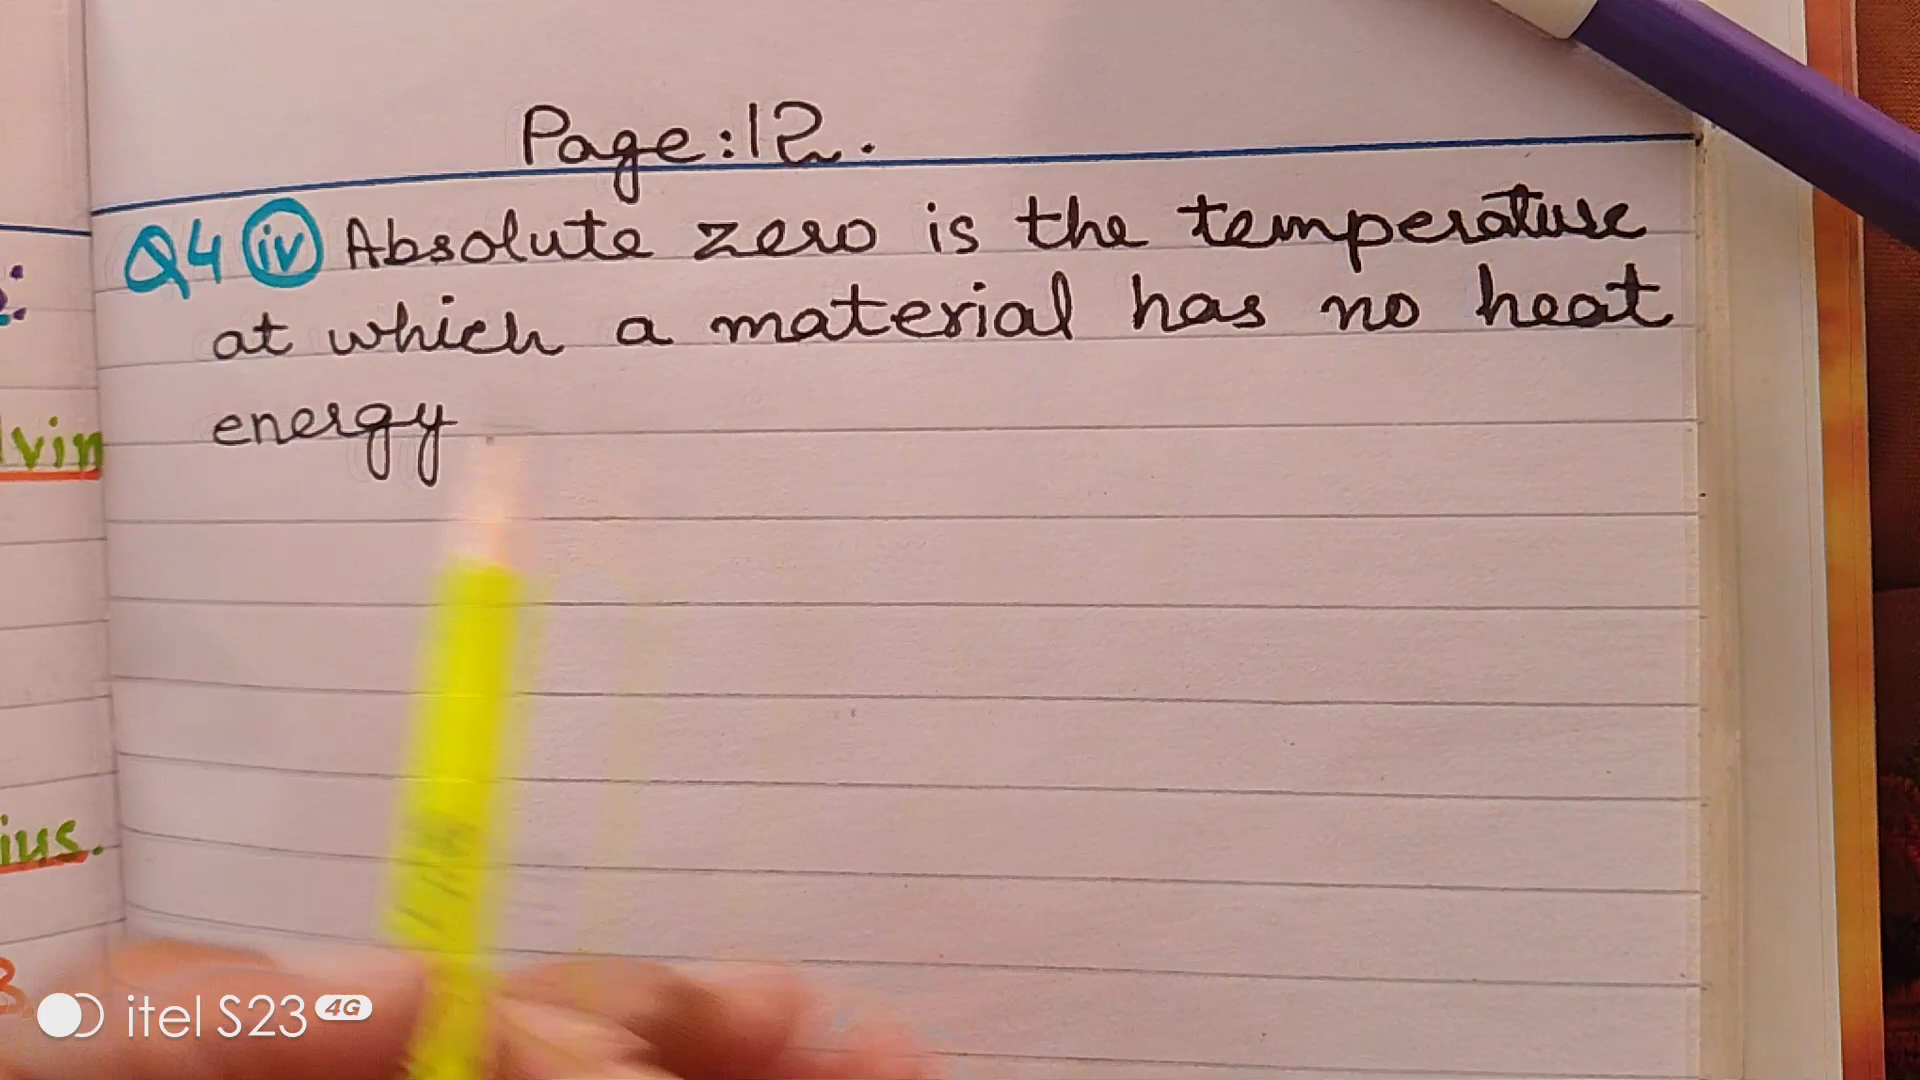 Page:12.
Q4 iv Absolute zero is the temperature
at which a material has no heat
energy
lvin
ius.
itel S23 4G